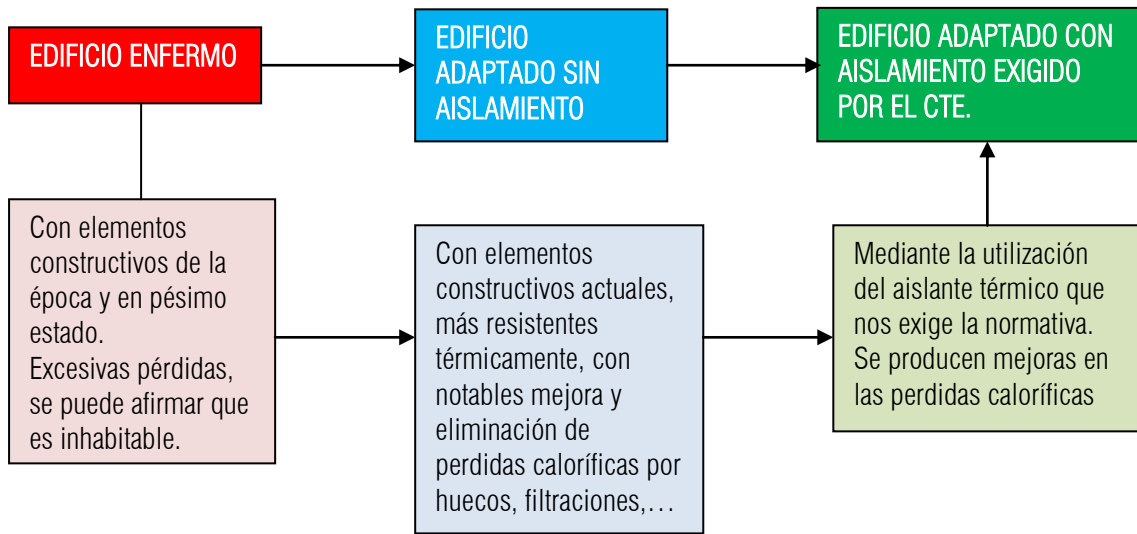 EDIFICIO ENFERMO
EDIFICIO
ADAPTADO SIN
AISLAMIENTO
EDIFICIO ADAPTADO CON
AISLAMIENTO EXIGIDO
POR EL CTE.
Con elementos
constructivos de la
época y en pésimo
estado.
Excesivas pérdidas,
se puede afirmar que
es inhabitable.
Con elementos
constructivos actuales,
más resistentes
térmicamente, con
notables mejora y
eliminación de
perdidas caloríficas por
huecos, filtraciones,…
Mediante la utilización
del aislante térmico que
nos exige la normativa.
Se producen mejoras en
las perdidas caloríficas